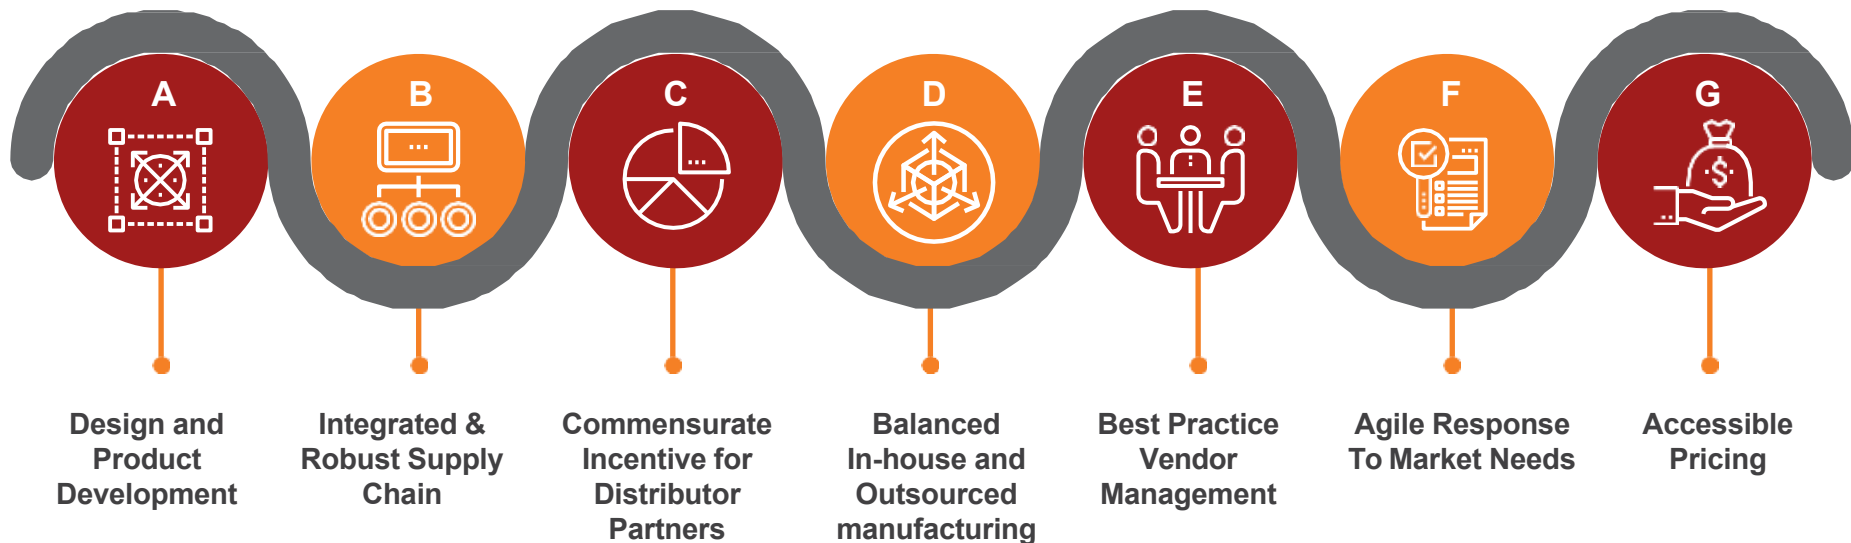 A
Design and
Product
Development
B
Integrated &
Robust Supply
Chain
C
Commensurate
Incentive for
Distributor
Partners
D
Balanced
In-house and
Outsourced
manufacturing
E
Best Practice
Vendor
Management
F
Agile Response
To Market Needs
G
$
Accessible
Pricing